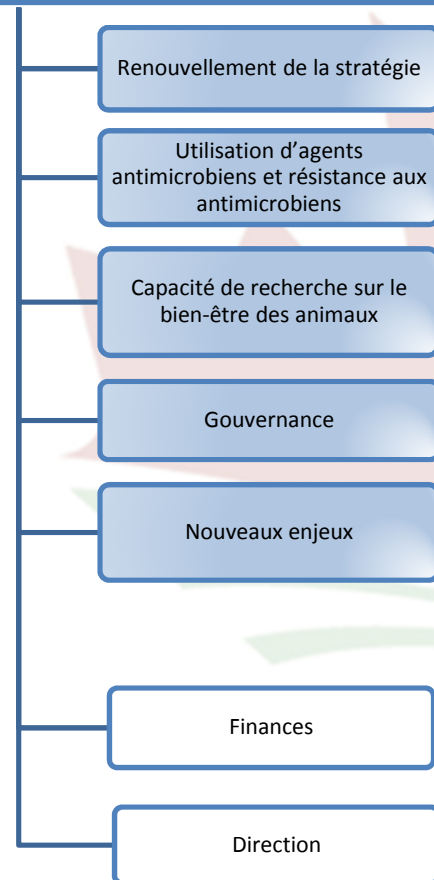 Renouvellement de la stratégie
Utilisation d’agents
antimicrobiens et résistance aux
antimicrobiens
Capacité de recherche sur le
bien-être des animaux
Gouvernance
Nouveaux enjeux
Finances
Direction